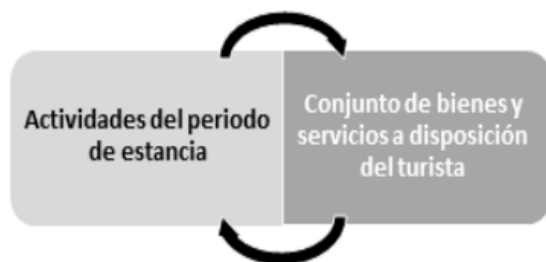 Actividades del periodo
de estancia
Conjunto de bienes y
servicios a disposición
del turista